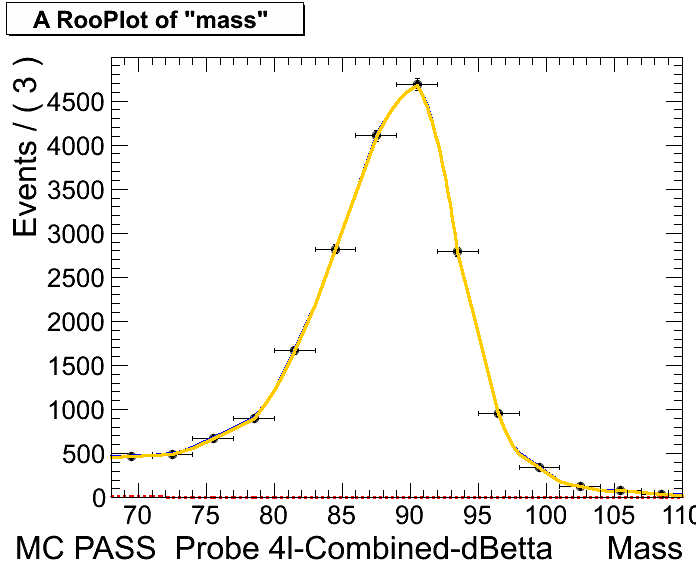 A RooPlot of "mass"
Events / ( 3 )
4500
4000
3500
3000
2500
2000
1500
1000
500
0
70 75 80 85 90 95 100 105 110
MC PASS Probe 4l-Combined-dBetta Mass